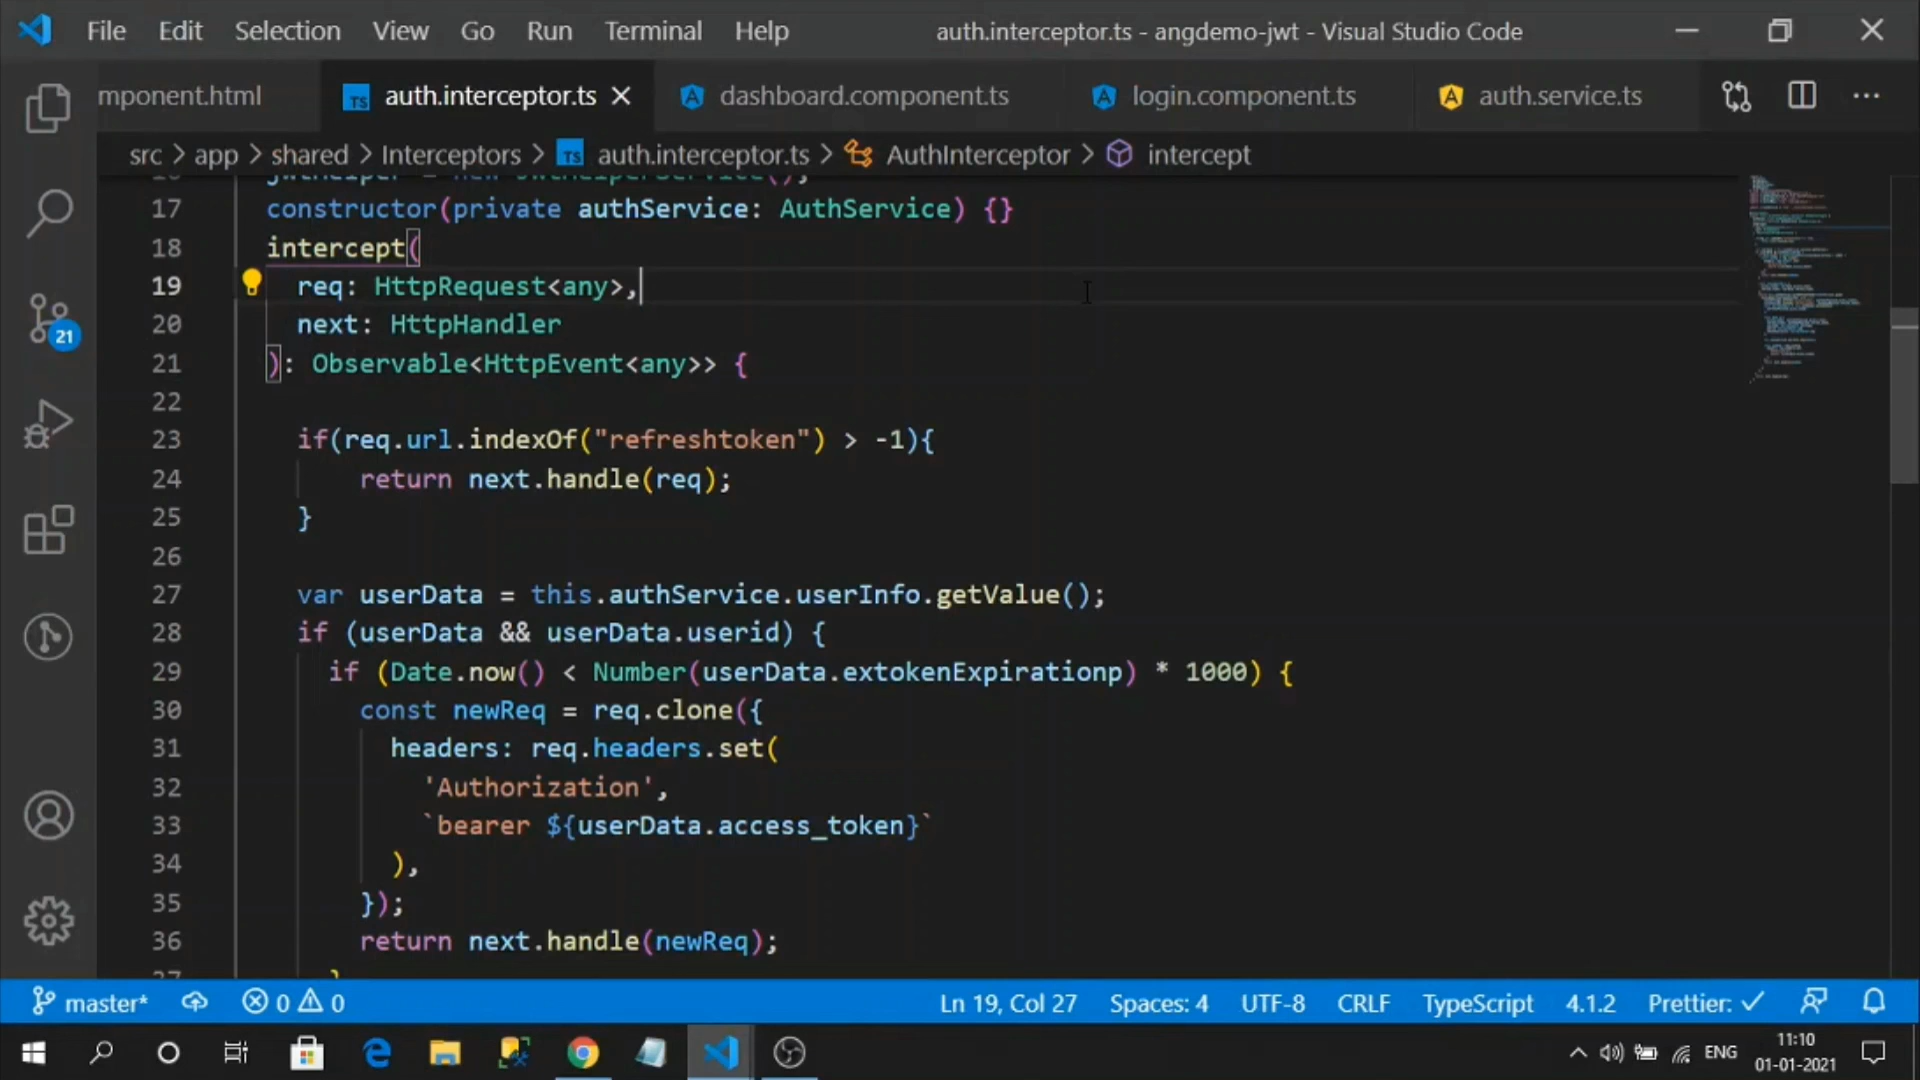 File Edit Selection View Go Run Terminal Help auth.interceptor.ts - angdemo-jwt - Visual Studio Code
mponent.html TS auth.interceptor.ts dashboard.component.ts login.component.ts auth.service.ts ...
src > app > shared > Interceptors > TS auth.interceptor.ts > AuthInterceptor > intercept
16 jwtHelper = new JwtHelperService();
17 constructor(private authService: AuthService) {}
18 intercept(
19 req: HttpRequest<any>,
20 next: HttpHandler
21 ): Observable<HttpEvent<any>> {
22
23 if(req.url.indexOf("refreshtoken") > -1){
24 return next.handle(req);
25 }
26
27 var userData = this.authService.userInfo.getValue();
28 if (userData && userData.userid) {
29 if (Date.now() < Number(userData.extokenExpirationp) * 1000) {
30 const newReq = req.clone({
31 headers: req.headers.set(
32 'Authorization',
33 `bearer ${userData.access_token}`
34 ),
35 });
36 return next.handle(newReq);
37 }
21
master* 0 0 Ln 19, Col 27 Spaces: 4 UTF-8 CRLF TypeScript 4.1.2 Prettier: ✓
ENG 11:10
01-01-2021